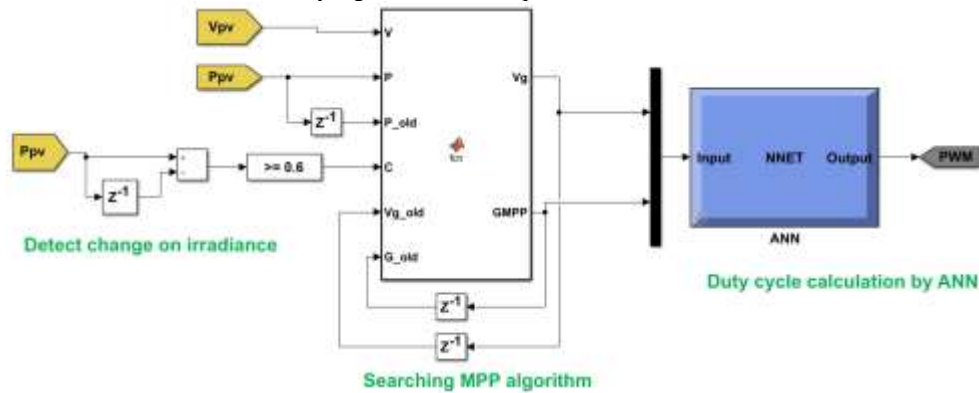 Vpv
V
Ppv
P
Vg
Z-1
P_old
Ppv
>= 0.6
C
fcn
Input
NNET
Output
PWM
Z-1
Vg_old
GMPP
ANN
Detect change on irradiance
G_old
Duty cycle calculation by ANN
Z-1
Z-1
Searching MPP algorithm